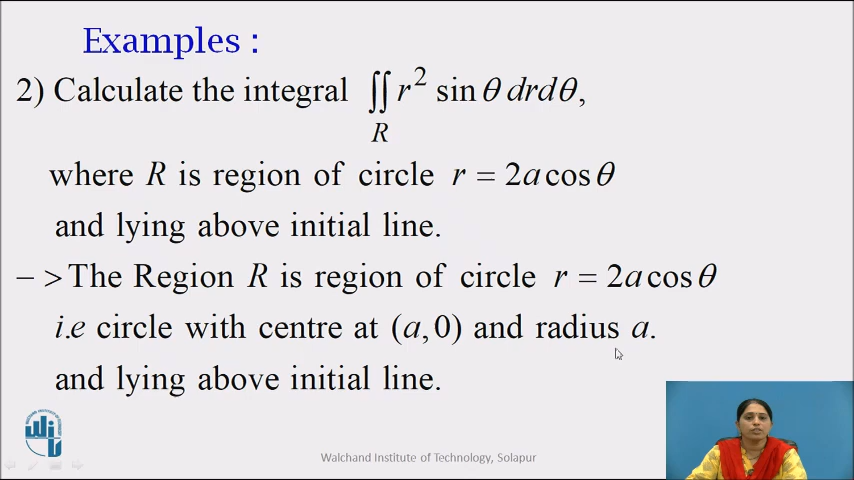 Examples :
2) Calculate the integral ∬_R r² sin θ drdθ,
where R is region of circle r = 2a cos θ
and lying above initial line.
− > The Region R is region of circle r = 2a cos θ
i.e circle with centre at (a, 0) and radius a.
and lying above initial line.
Walchand Institute of Technology, Solapur